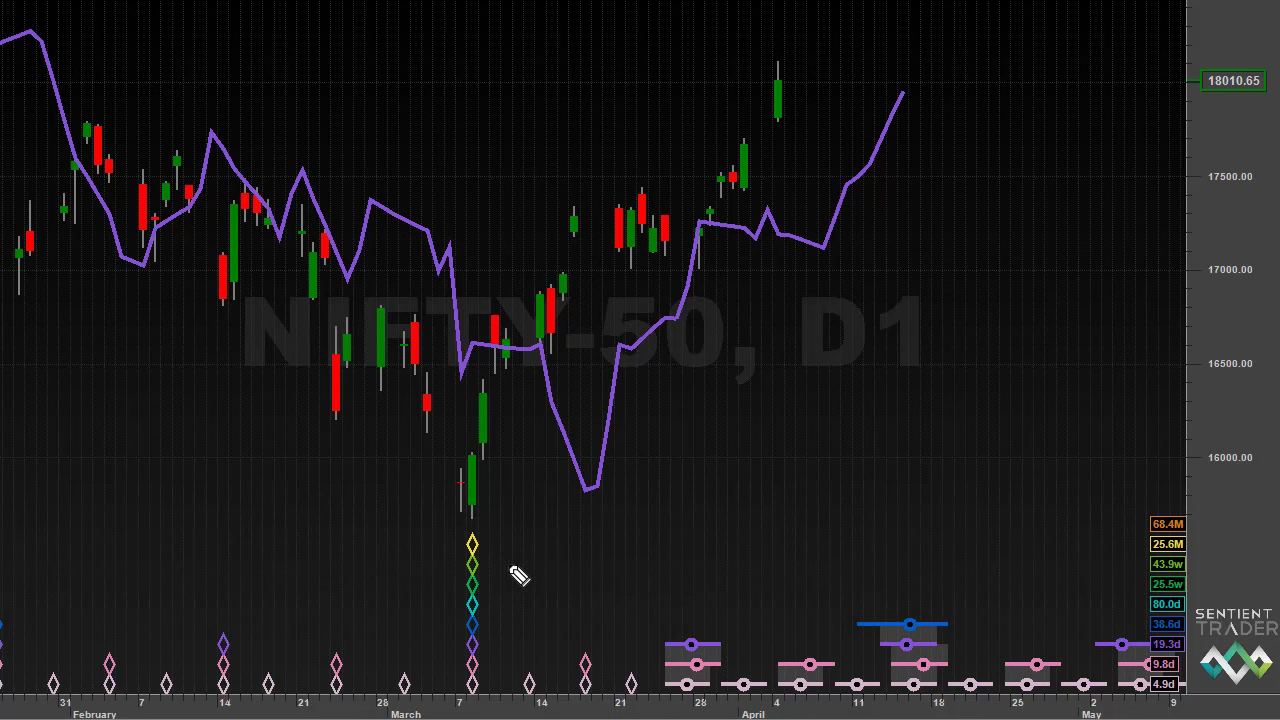 18010.65
17500.00
17000.00
NIFTY-50, D1
16500.00
16000.00
68.4M
25.6M
43.9w
25.5w
80.0d
38.6d
19.3d
9.8d
4.9d
SENTIENT
TRADER
31 7 14 21 28 7 14 21 28 4 11 18 25 2 9
February March April May